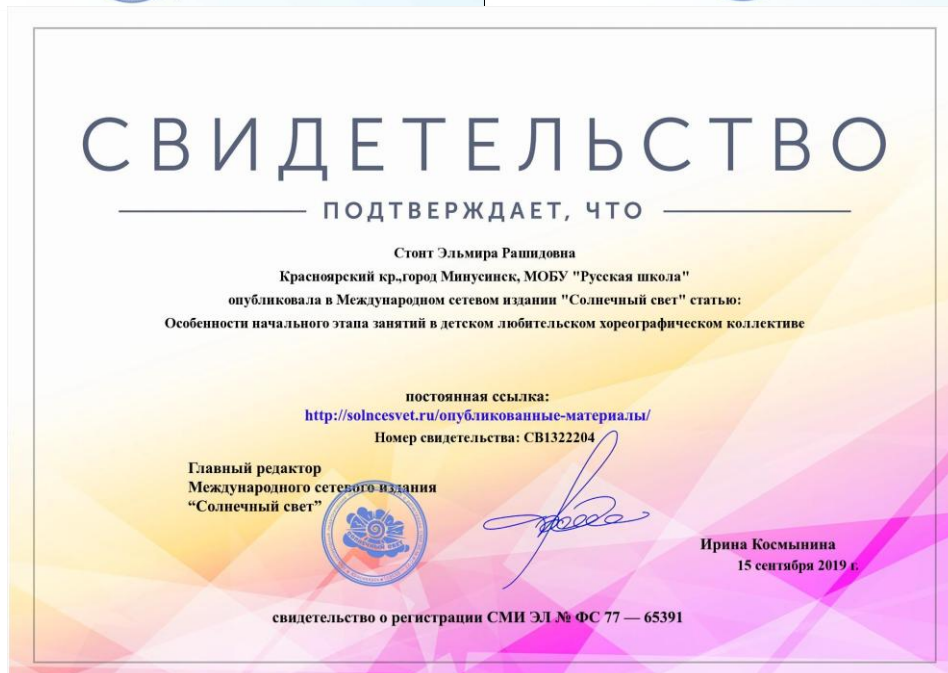 СВИДЕТЕЛЬСТВО
ПОДТВЕРЖДАЕТ, ЧТО
Стонт Эльмира Рашидовна
Красноярский кр.,город Минусинск, МОБУ "Русская школа"
опубликовала в Международном сетевом издании "Солнечный свет" статью:
Особенности начального этапа занятий в детском любительском хореографическом коллективе
постоянная ссылка:
http://solncesvet.ru/опубликованные-материалы/
Номер свидетельства: СВ1322204
Главный редактор
Международного сетевого издания
“Солнечный свет”
Ирина Космынина
15 сентября 2019 г.
свидетельство о регистрации СМИ ЭЛ № ФС 77 — 65391